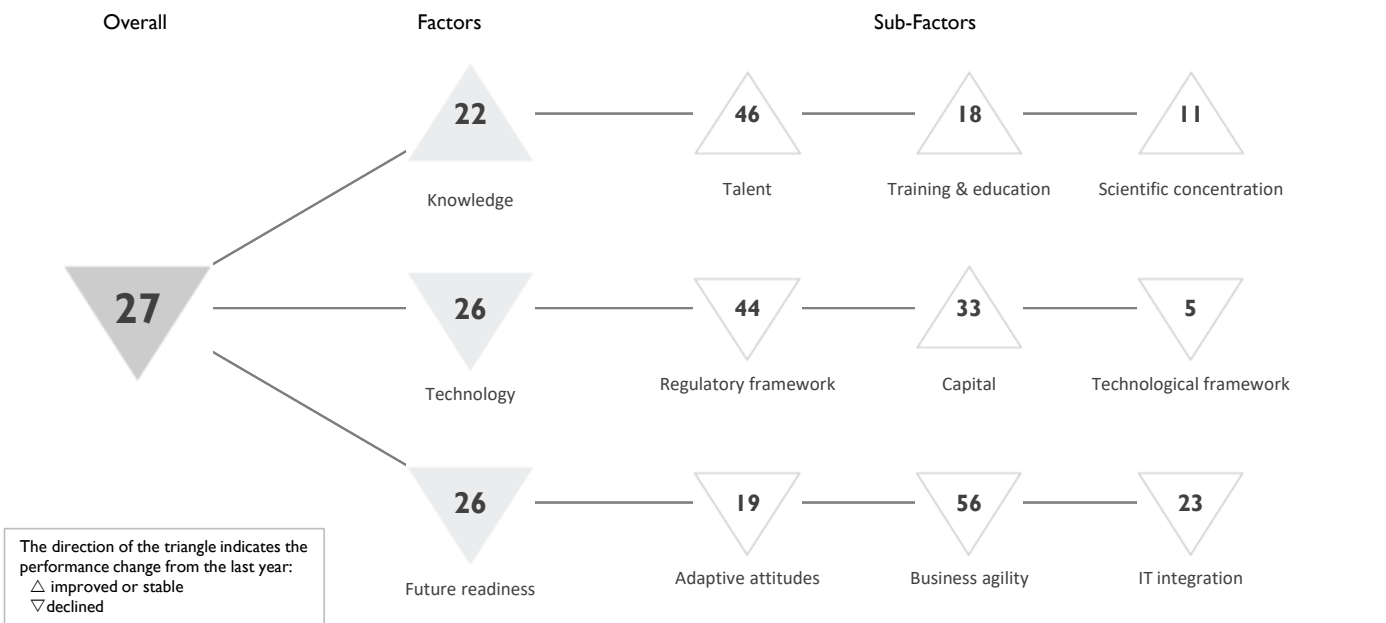 Overall Factors Sub-Factors
22 46 18 11
Knowledge Talent Training & education Scientific concentration
27 26 44 33 5
Technology Regulatory framework Capital Technological framework
26 19 56 23
Future readiness Adaptive attitudes Business agility IT integration
The direction of the triangle indicates the
performance change from the last year:
△ improved or stable
▽ declined